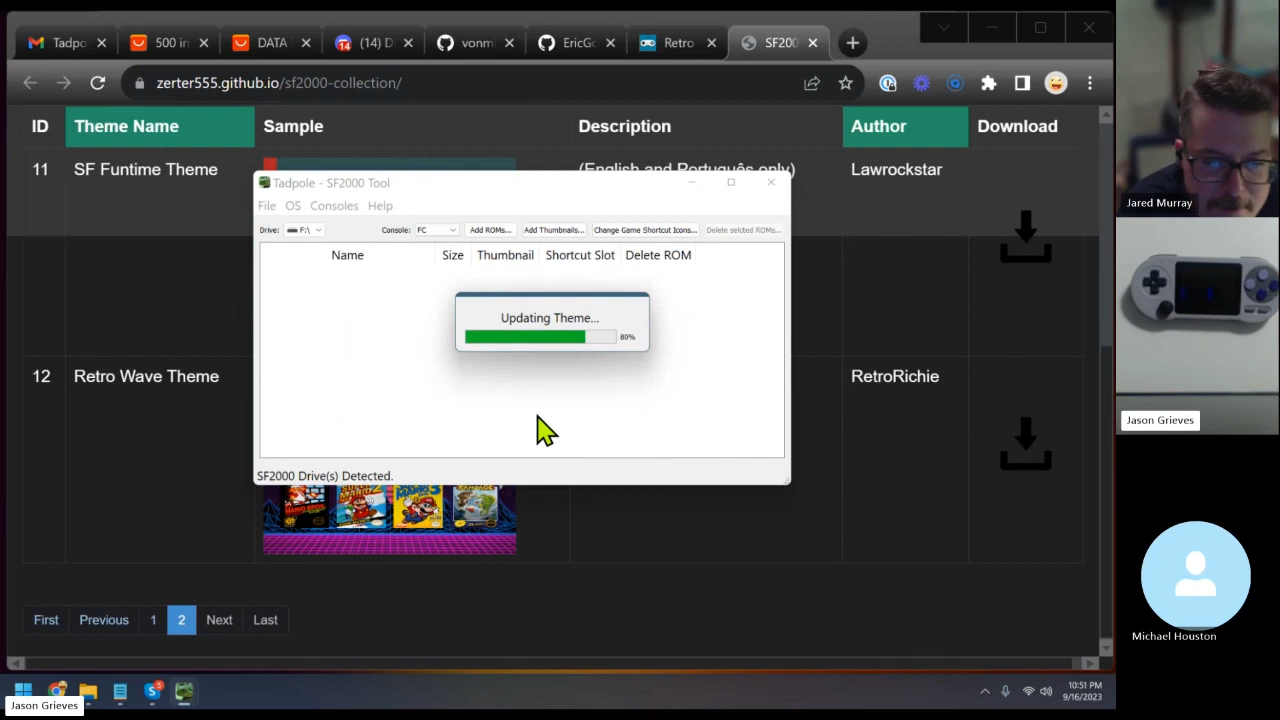 Tadpo
500 in
DATA
(14) D
vonm
EricGo
Retro
SF200
zerter555.github.io/sf2000-collection/
ID Theme Name Sample Description Author Download
11 SF Funtime Theme (English and Português only) Lawrockstar
Tadpole - SF2000 Tool
File OS Consoles Help
Drive: F:\ Console: FC Add ROMs... Add Thumbnails... Change Game Shortcut Icons... Delete selcted ROMs...
Name Size Thumbnail Shortcut Slot Delete ROM
Updating Theme...
80%
SF2000 Drive(s) Detected.
12 Retro Wave Theme RetroRichie
First Previous 1 2 Next Last
10:51 PM
9/16/2023
Jason Grieves
Jared Murray
Jason Grieves
Michael Houston